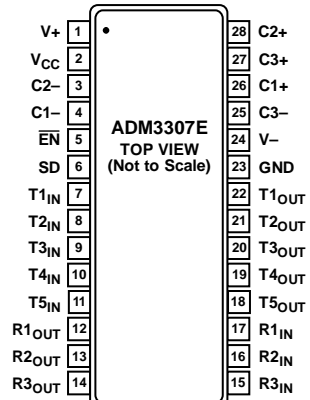 V+ 1 28 C2+
VCC 2 27 C3+
C2– 3 26 C1+
C1– 4 25 C3–
EN 5 24 V–
SD 6 23 GND
T1IN 7 22 T1OUT
T2IN 8 21 T2OUT
T3IN 9 20 T3OUT
T4IN 10 19 T4OUT
T5IN 11 18 T5OUT
R1OUT 12 17 R1IN
R2OUT 13 16 R2IN
R3OUT 14 15 R3IN
ADM3307E
TOP VIEW
(Not to Scale)